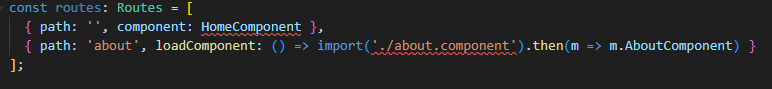 const routes: Routes = [
  { path: '', component: HomeComponent },
  { path: 'about', loadComponent: () => import('./about.component').then(m => m.AboutComponent) }
];